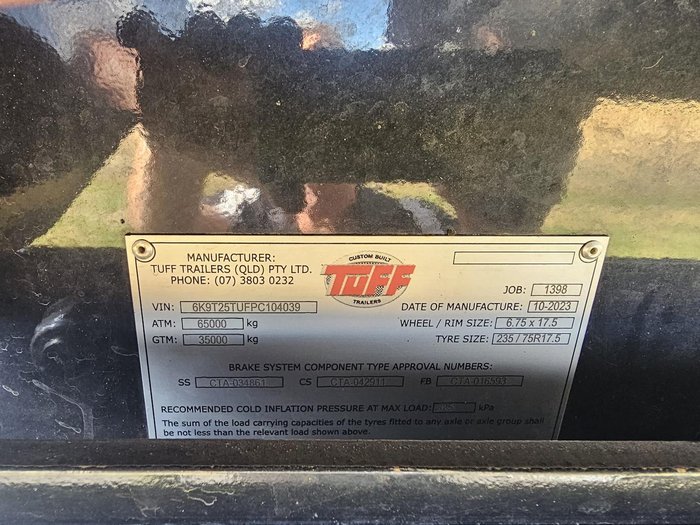 MANUFACTURER:
TUFF TRAILERS (QLD) PTY LTD.
PHONE: (07) 3803 0232
CUSTOM BUILT
TUFF
TRAILERS
JOB: 1398
VIN: 6K9T25TUFPC104039
DATE OF MANUFACTURE: 10-2023
ATM: 65000 kg
WHEEL / RIM SIZE: 6.75 x 17.5
GTM: 35000 kg
TYRE SIZE: 235 / 75R17.5
BRAKE SYSTEM COMPONENT TYPE APPROVAL NUMBERS:
SS CTA-034861 CS CTA-042911 FB CTA-016593
RECOMMENDED COLD INFLATION PRESSURE AT MAX LOAD: kPa
The sum of the load carrying capacities of the tyres fitted to any axle or axle group shall
be not less than the relevant load shown above.